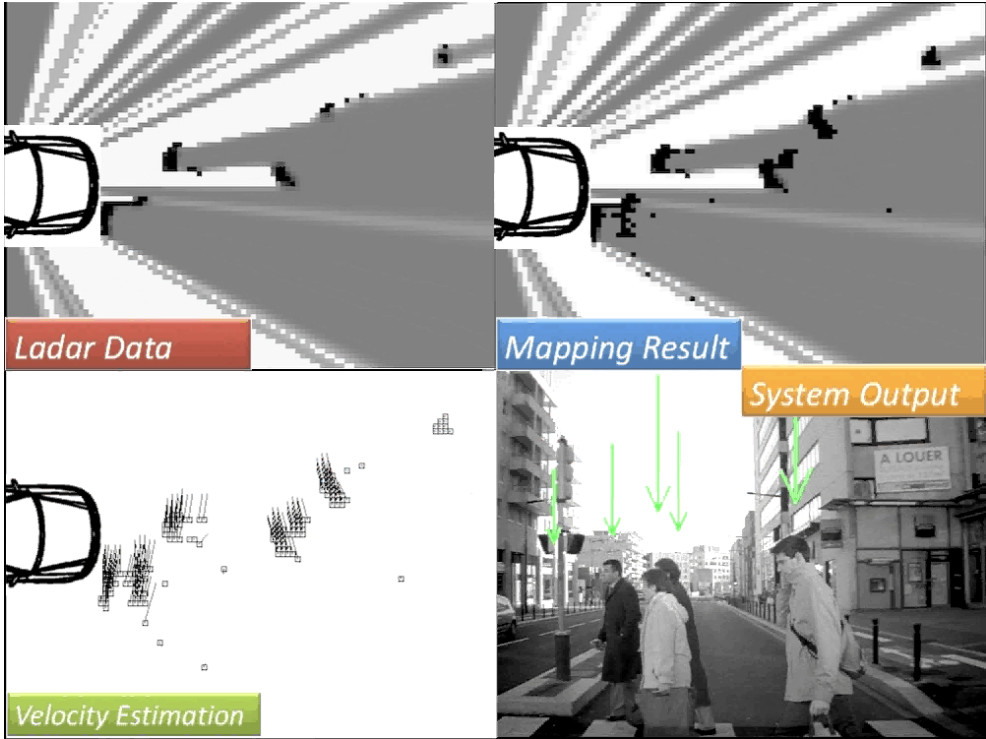 Ladar Data
Mapping Result
System Output
A LOUER
Velocity Estimation